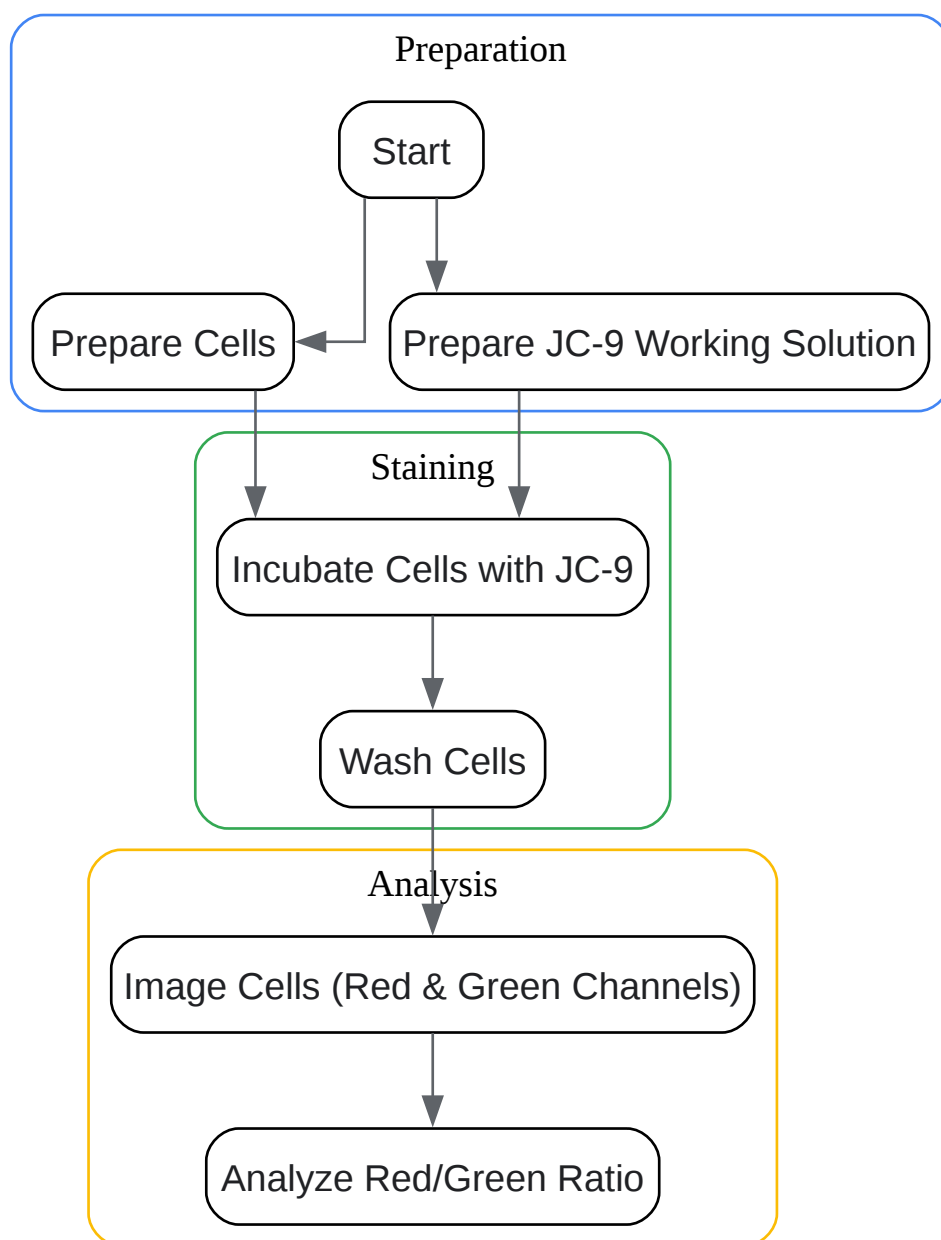 Preparation
Start
Prepare Cells
Prepare JC-9 Working Solution
Staining
Incubate Cells with JC-9
Wash Cells
Analysis
Image Cells (Red & Green Channels)
Analyze Red/Green Ratio